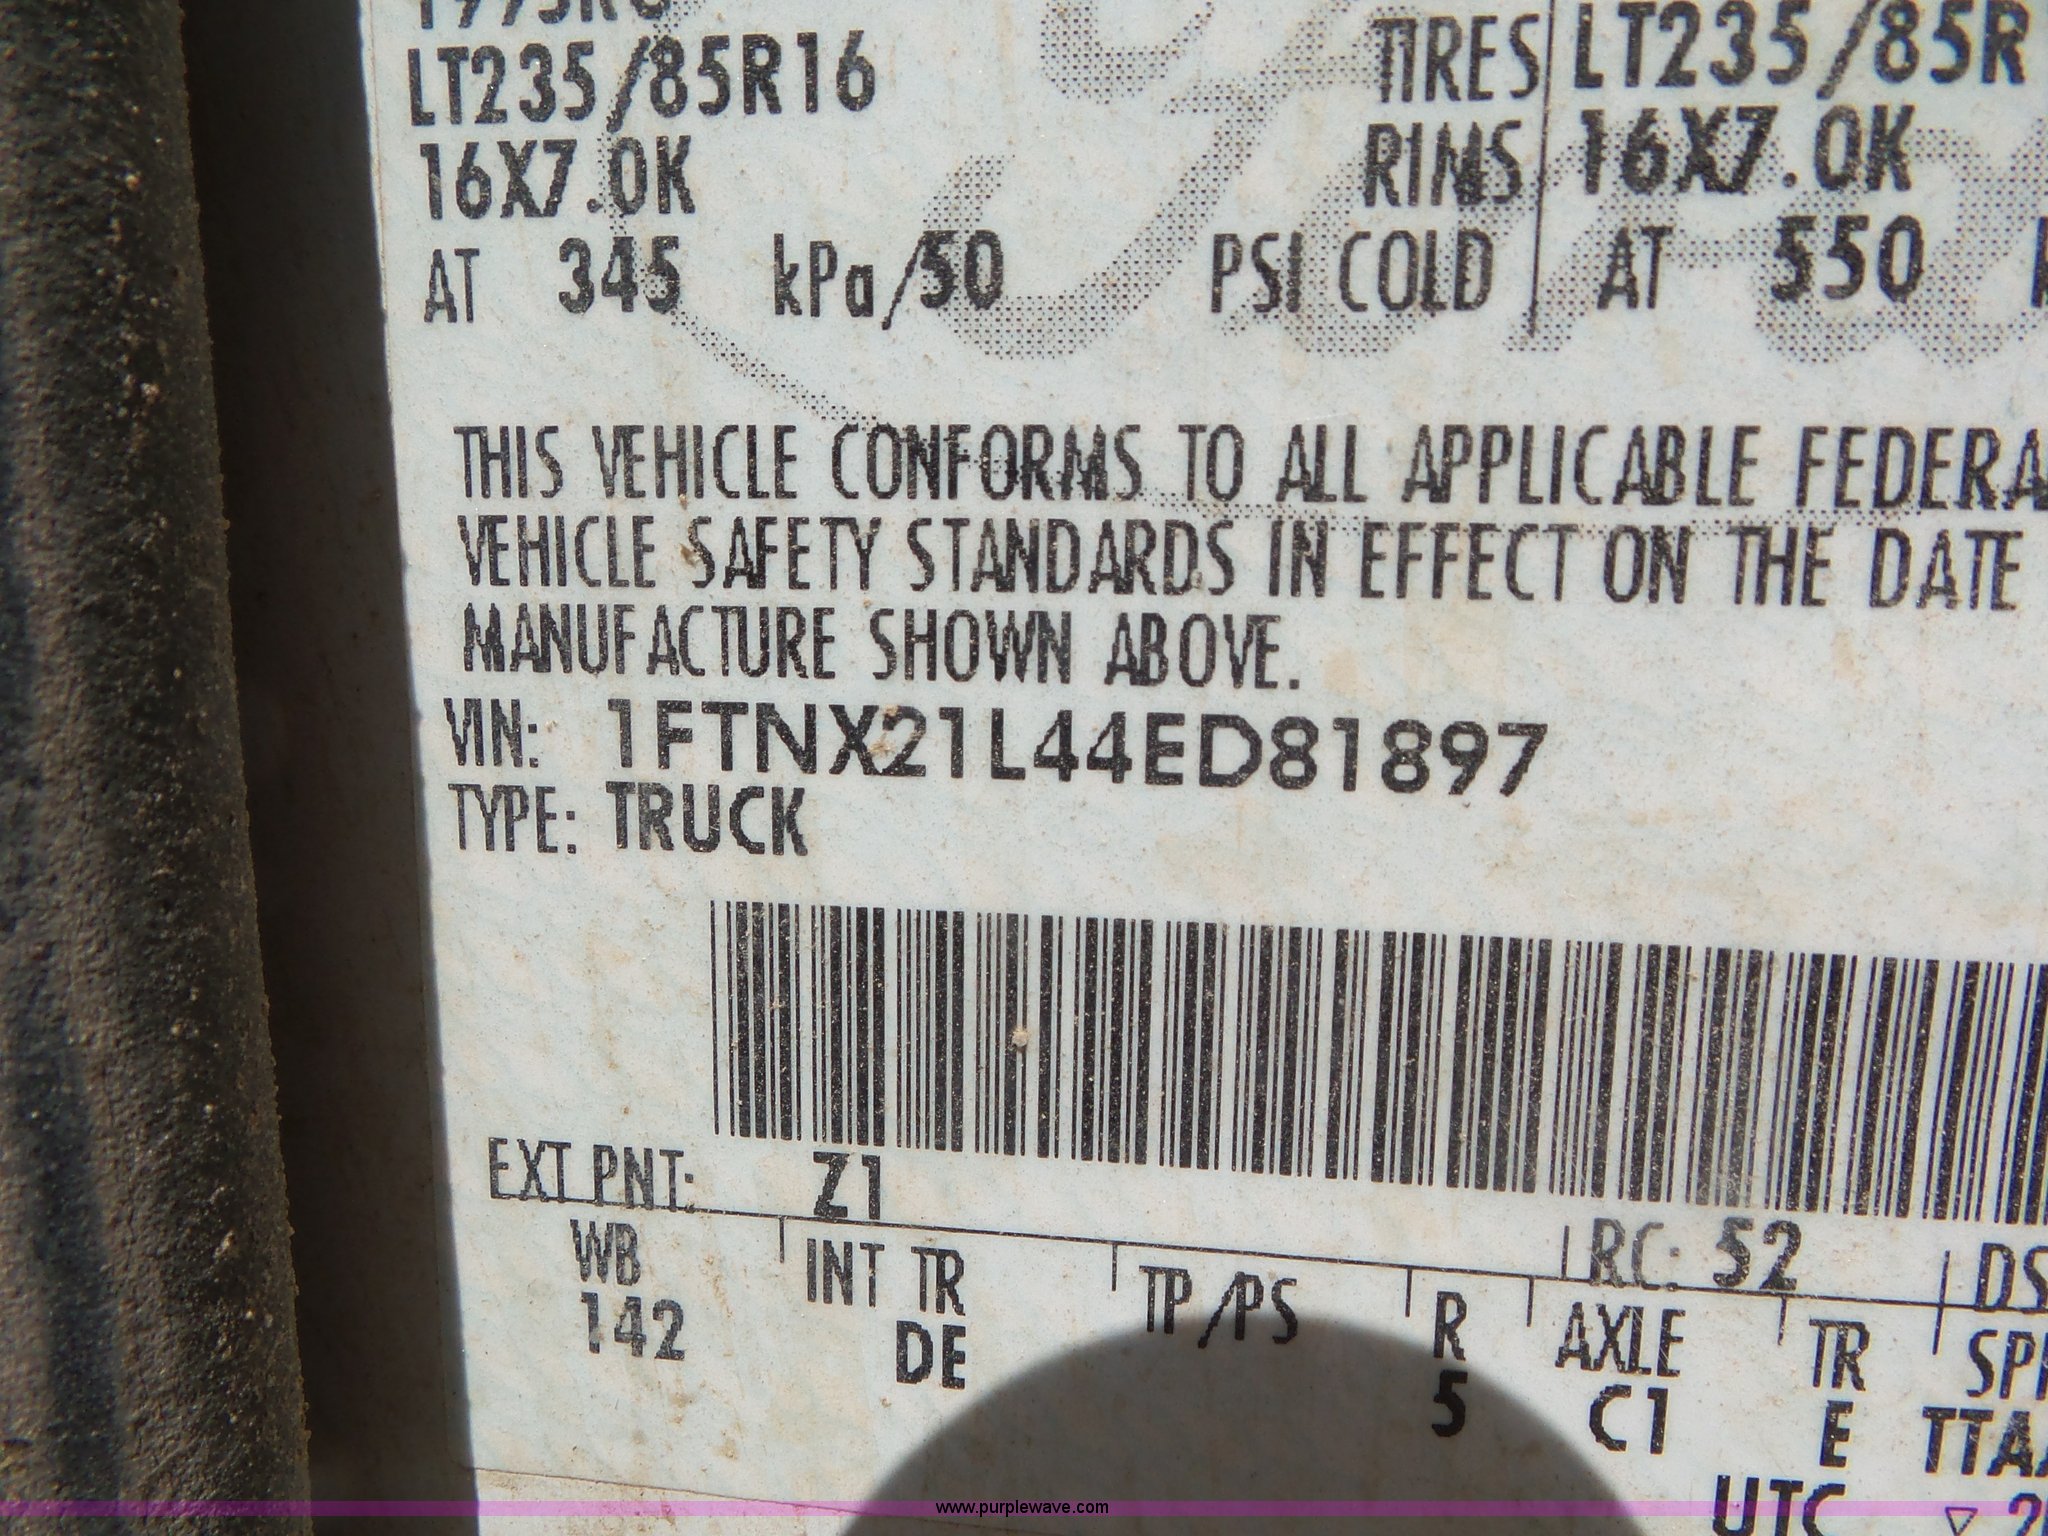 LT235/85R16 TIRES LT235/85R
16X7.0K RIMS 16X7.0K
AT 345 kPa/50 PSI COLD AT 550
THIS VEHICLE CONFORMS TO ALL APPLICABLE FEDERA
VEHICLE SAFETY STANDARDS IN EFFECT ON THE DATE
MANUFACTURE SHOWN ABOVE.
VIN: 1FTNX21L44ED81897
TYPE: TRUCK
EXT PNT: Z1 RC: 52 DS
WB INT TR TP/PS R AXLE TR SPR
142 DE 5 C1 E TTAA
UTC
www.purplewave.com